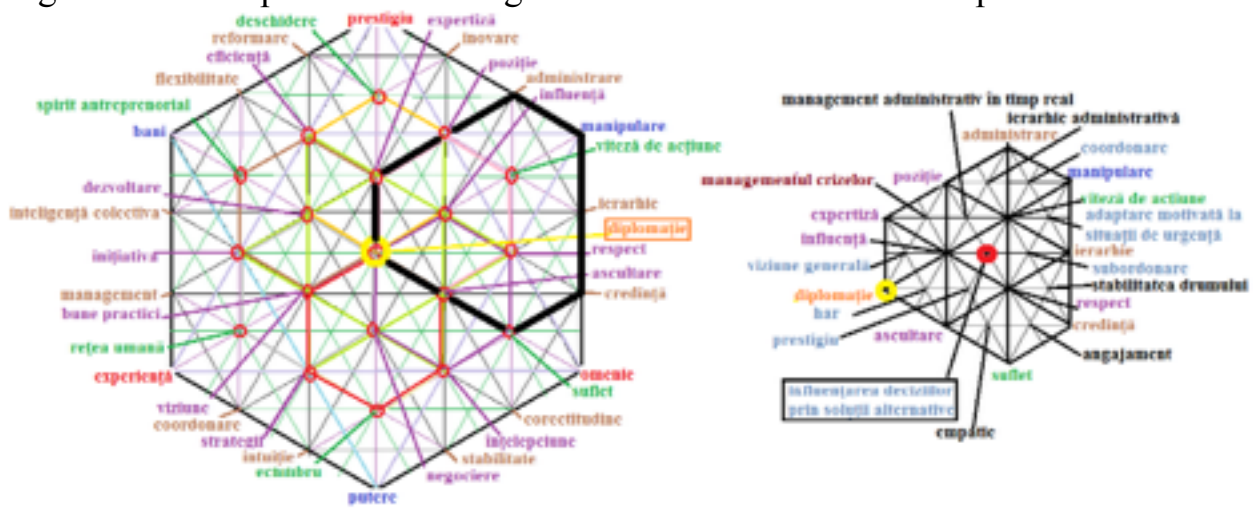 deschidere
prestigiu
expertiză
reformare
inovare
eficiență
poziție
flexibilitate
administrare
influență
spirit antreprenorial
bani
manipulare
viteză de acțiune
dezvoltare
inteligență colectiva
ierarhie
diplomație
inițiativă
respect
ascultare
management
credință
bune practici
rețea umană
experiență
omenie
suflet
viziune
coordonare
corectitudine
strategii
înțelepciune
intuiție
stabilitate
echilibru
negociere
putere
management administrativ în timp real
ierarhie administrativă
administrare
coordonare
poziție
manipulare
managementul crizelor
viteză de acțiune
expertiză
adaptare motivată la
situații de urgență
influență
ierarhie
viziune generală
subordonare
stabilitatea drumului
diplomație
respect
har
credință
prestigiu
ascultare
angajament
suflet
influențarea deciziilor
prin soluții alternative
empatie